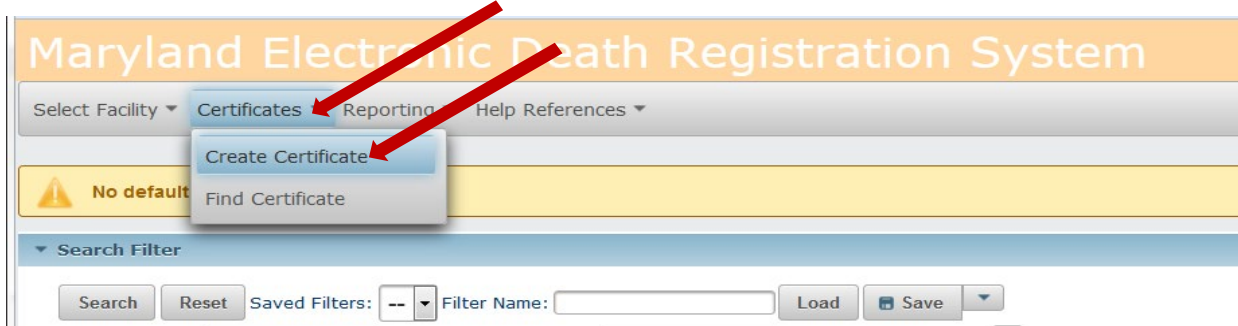 Maryland Electronic Death Registration System
Select Facility Certificates Reporting Help References
Create Certificate
No default
Find Certificate
Search Filter
Search Reset Saved Filters: -- Filter Name: Load Save